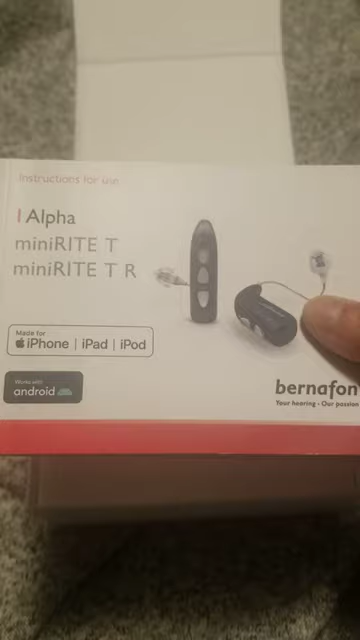 Instructions for use
Alpha
miniRITE T
miniRITE T R
Made for
iPhone | iPad | iPod
Works with
android
bernafon
Your hearing • Our passion